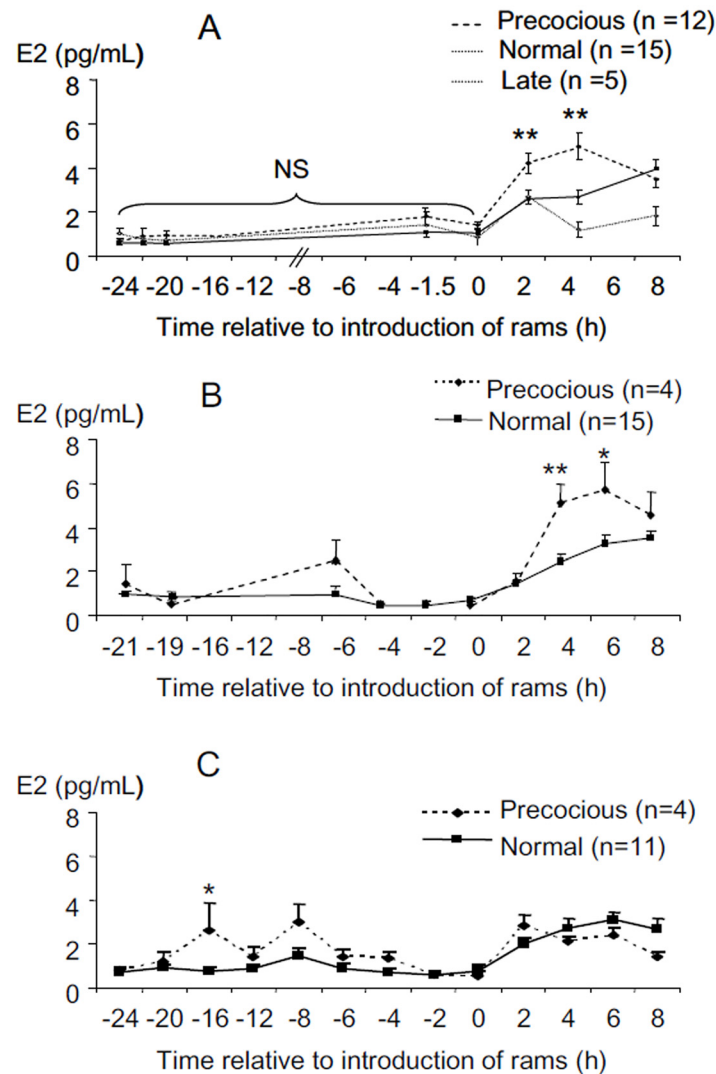 A
Precocious (n =12)
Normal (n =15)
Late (n =5)
E2 (pg/mL)
8
6
4
2
0
NS
** **
-24 -20 -16 -12 -8 -6 -4 -1.5 0 2 4 6 8
Time relative to introduction of rams (h)
B
Precocious (n=4)
Normal (n=15)
E2 (pg/mL)
8
6
4
2
0
** *
-21 -19 -16 -12 -8 -6 -4 -2 0 2 4 6 8
Time relative to introduction of rams (h)
C
E2 (pg/mL)
Precocious (n=4)
Normal (n=11)
8
6
4
2
0
*
-24 -20 -16 -12 -8 -6 -4 -2 0 2 4 6 8
Time relative to introduction of rams (h)